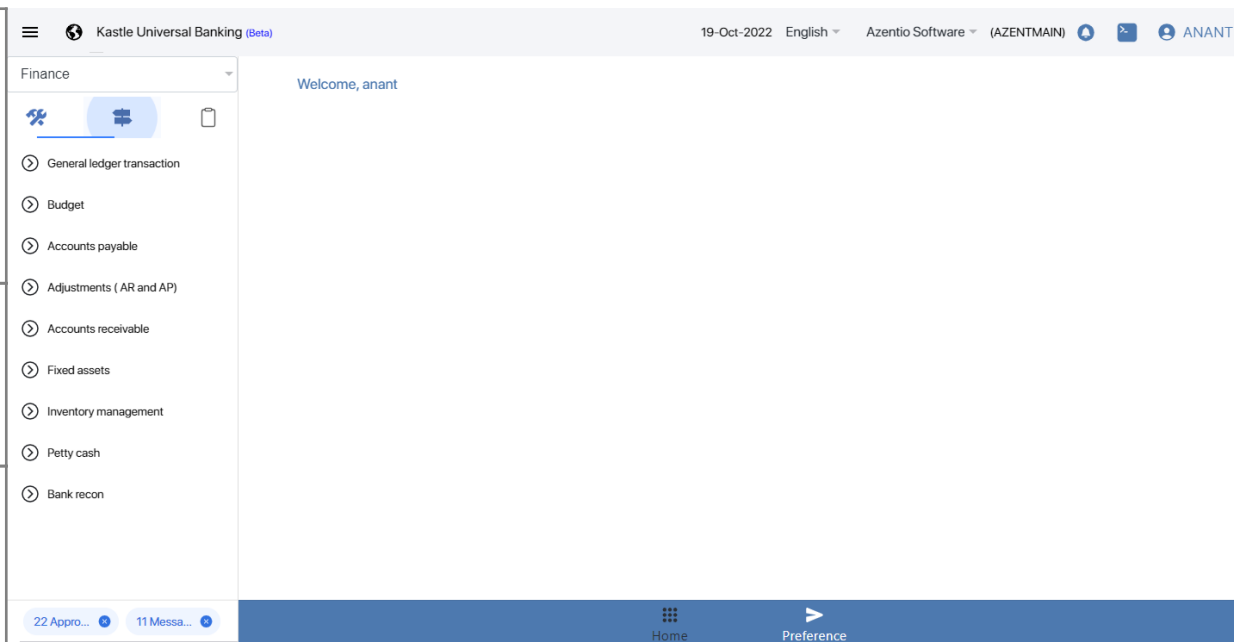 Kastle Universal Banking (Beta) 19-Oct-2022 English Azentio Software (AZENTMAIN) ANANT
Finance
Welcome, anant
General ledger transaction
Budget
Accounts payable
Adjustments ( AR and AP)
Accounts receivable
Fixed assets
Inventory management
Petty cash
Bank recon
22 Appro... 11 Messa...
Home Preference